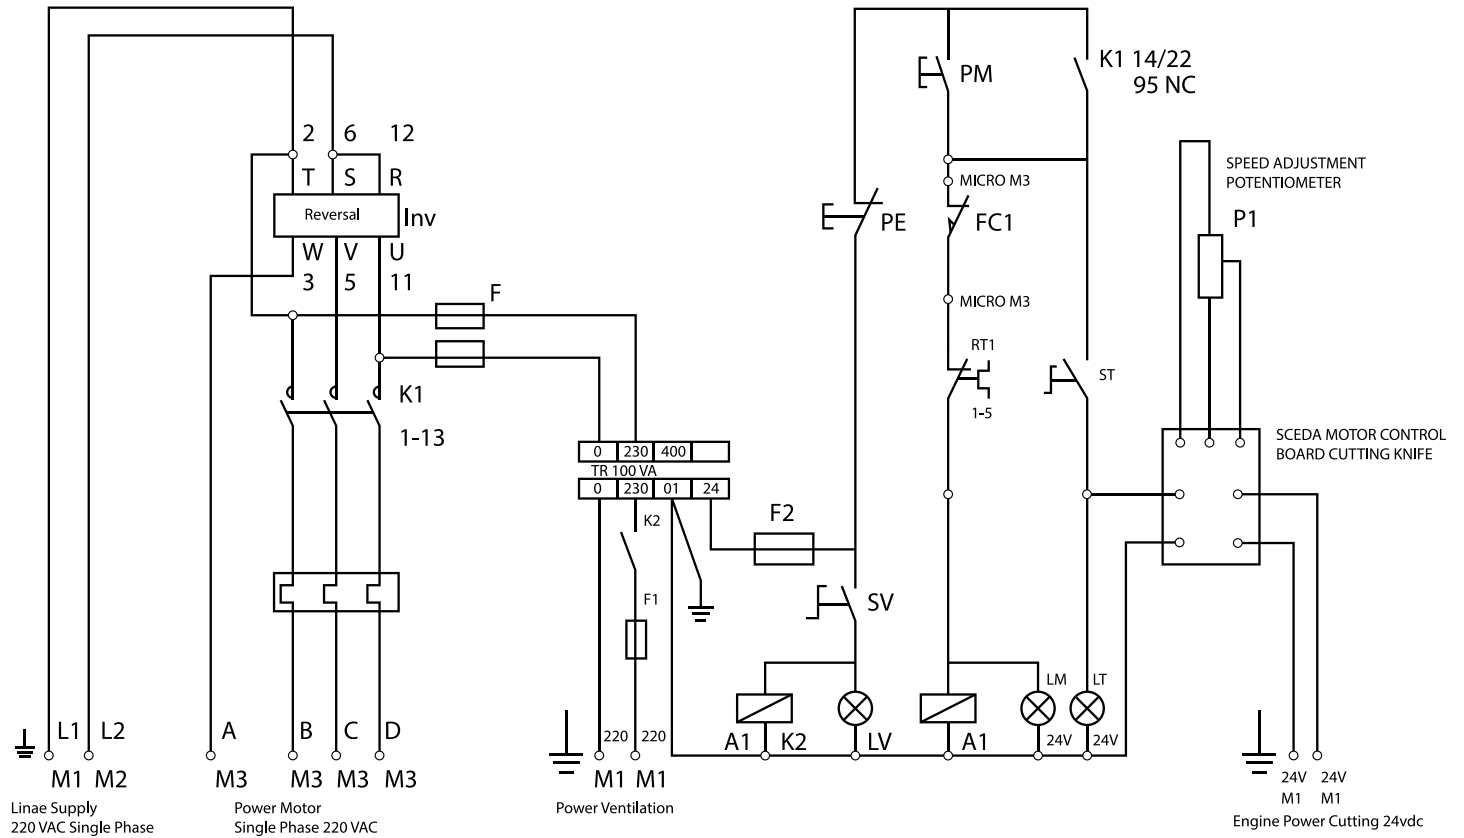 PM
K1 14/22
95 NC
2 6 12
T S R
Reversal
Inv
W V U
3 5 11
F
K1
1-13
MICRO M3
PE
FC1
MICRO M3
RT1
1-5
ST
SPEED ADJUSTMENT
POTENTIOMETER
P1
SCEDA MOTOR CONTROL
BOARD CUTTING KNIFE
0 230 400
TR 100 VA
0 230 01 24
K2
F1
F2
SV
LM
LT
L1 L2
A B C D
220 220
A1 K2 LV A1 24V 24V
M1 M2
M3 M3 M3 M3
M1 M1
24V 24V
M1 M1
Linae Supply
220 VAC Single Phase
Power Motor
Single Phase 220 VAC
Power Ventilation
Engine Power Cutting 24vdc